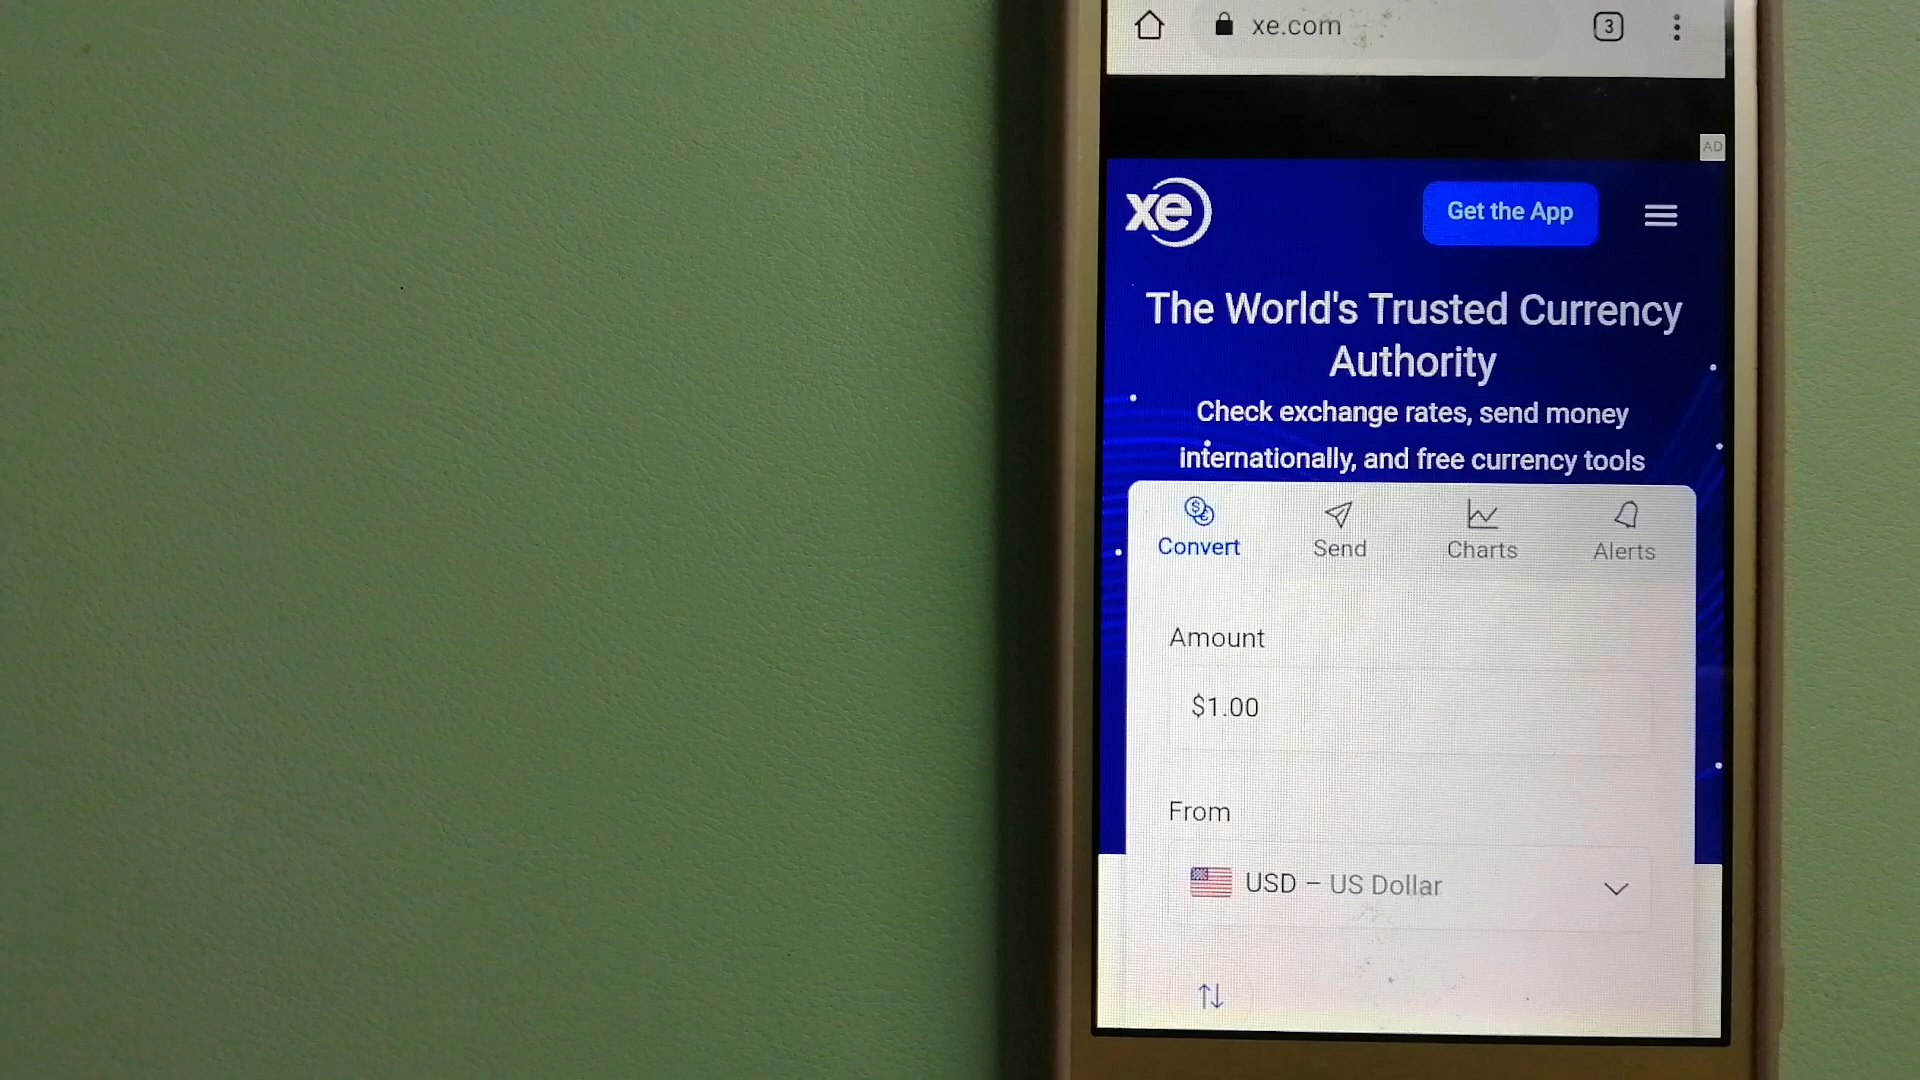 xe.com
3
AD
xe
Get the App
The World's Trusted Currency
Authority
Check exchange rates, send money
internationally, and free currency tools
Convert
Send
Charts
Alerts
Amount
$1.00
From
USD – US Dollar